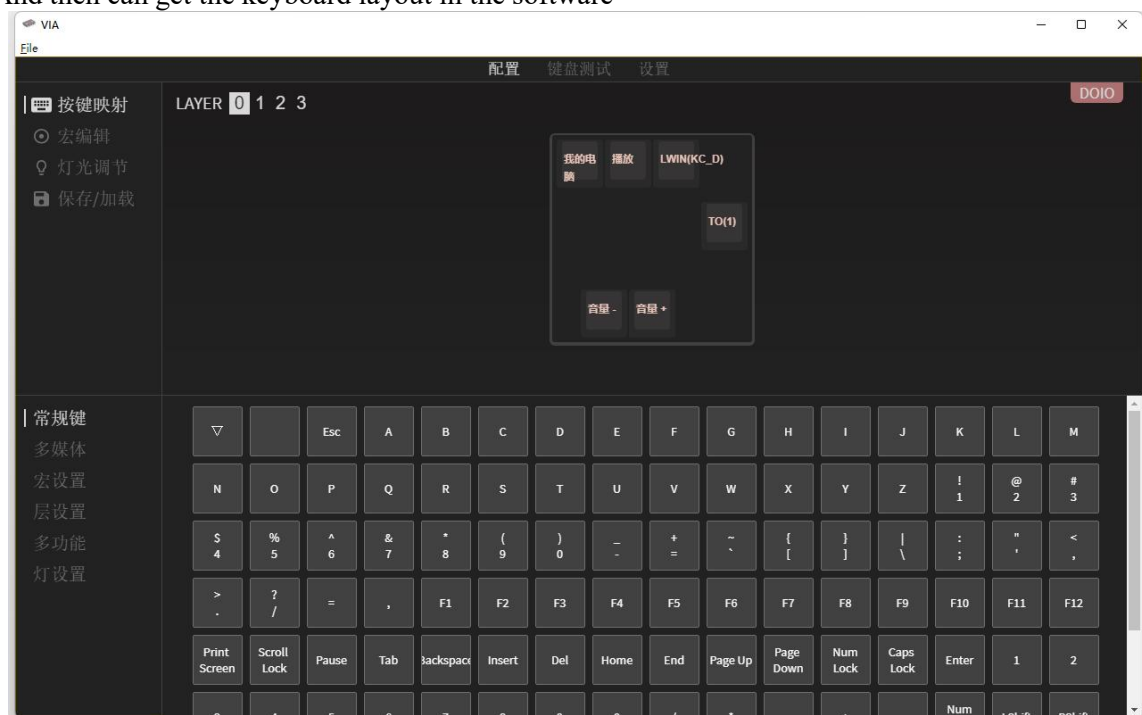 And then can get the keyboard layout in the software
VIA
File
配置 键盘测试 设置
按键映射
宏编辑
灯光调节
保存/加载
LAYER 0 1 2 3
DOIO
我的电
脑
播放
LWIN(KC_D)
TO(1)
音量 - 音量 +
常规键
多媒体
宏设置
层设置
多功能
灯设置
▽ Esc A B C D E F G H I J K L M
N O P Q R S T U V W X Y Z ! @ #
1 2 3
$ % ^ & * ( ) _ + ~ { } | : " <
4 5 6 7 8 9 0 - = ` [ ] \ ; ' ,
> ?
. / = , F1 F2 F3 F4 F5 F6 F7 F8 F9 F10 F11 F12
Print Scroll Page Num Caps
Screen Lock Pause Tab Backspace Insert Del Home End Page Up Down Lock Lock Enter 1 2
Num